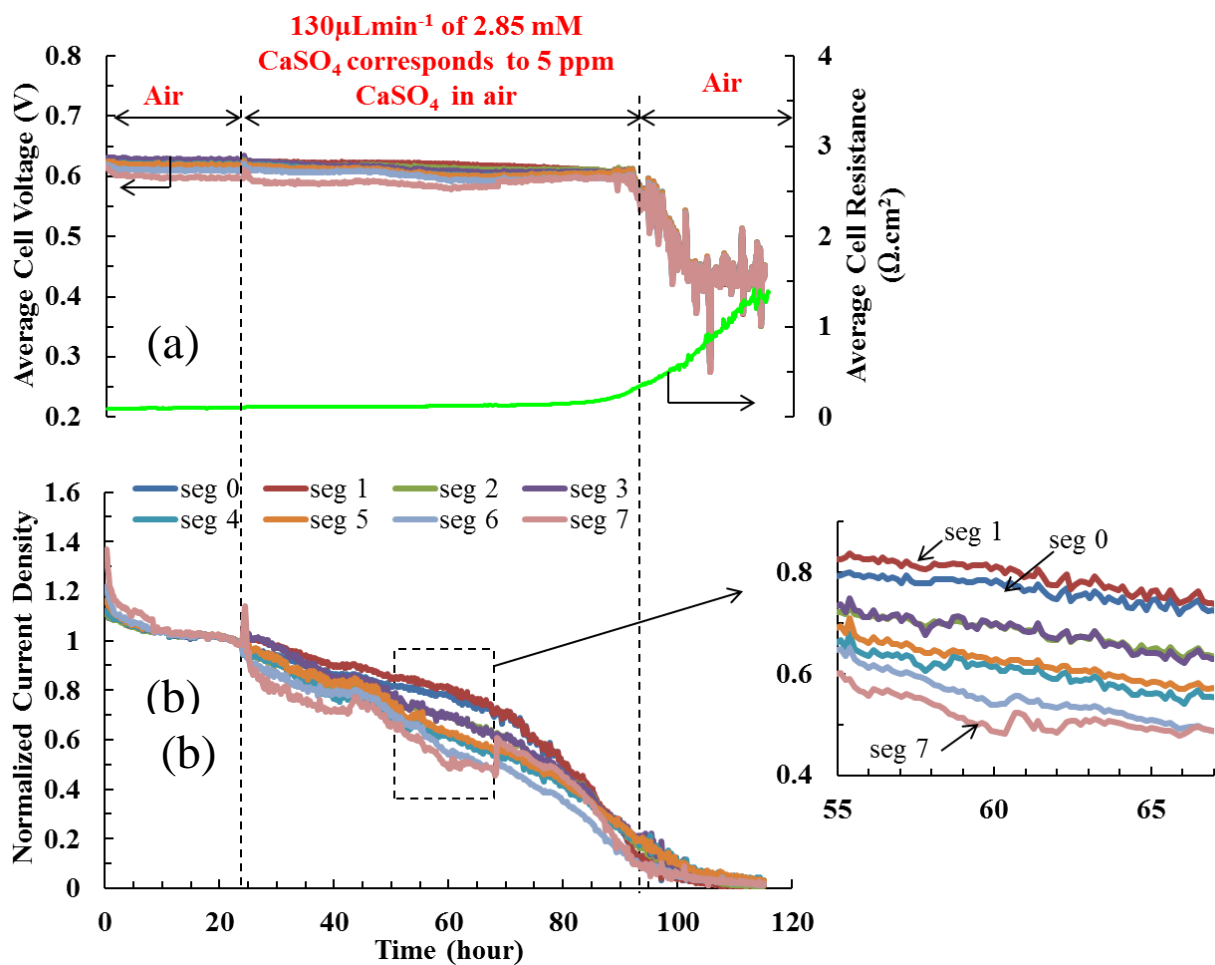 130μLmin-1 of 2.85 mM
CaSO4 corresponds to 5 ppm
CaSO4 in air
Air
Air
Average Cell Voltage (V)
0.8
0.7
0.6
0.5
0.4
0.3
0.2
(a)
4
3
2
1
0
Average Cell Resistance
(Ω.cm²)
seg 0
seg 1
seg 2
seg 3
seg 4
seg 5
seg 6
seg 7
Normalized Current Density
1.6
1.4
1.2
1
0.8
0.6
0.4
0.2
0
(b)
(b)
0
20
40
60
80
100
120
Time (hour)
seg 1
seg 0
seg 7
0.8
0.6
0.4
55
60
65